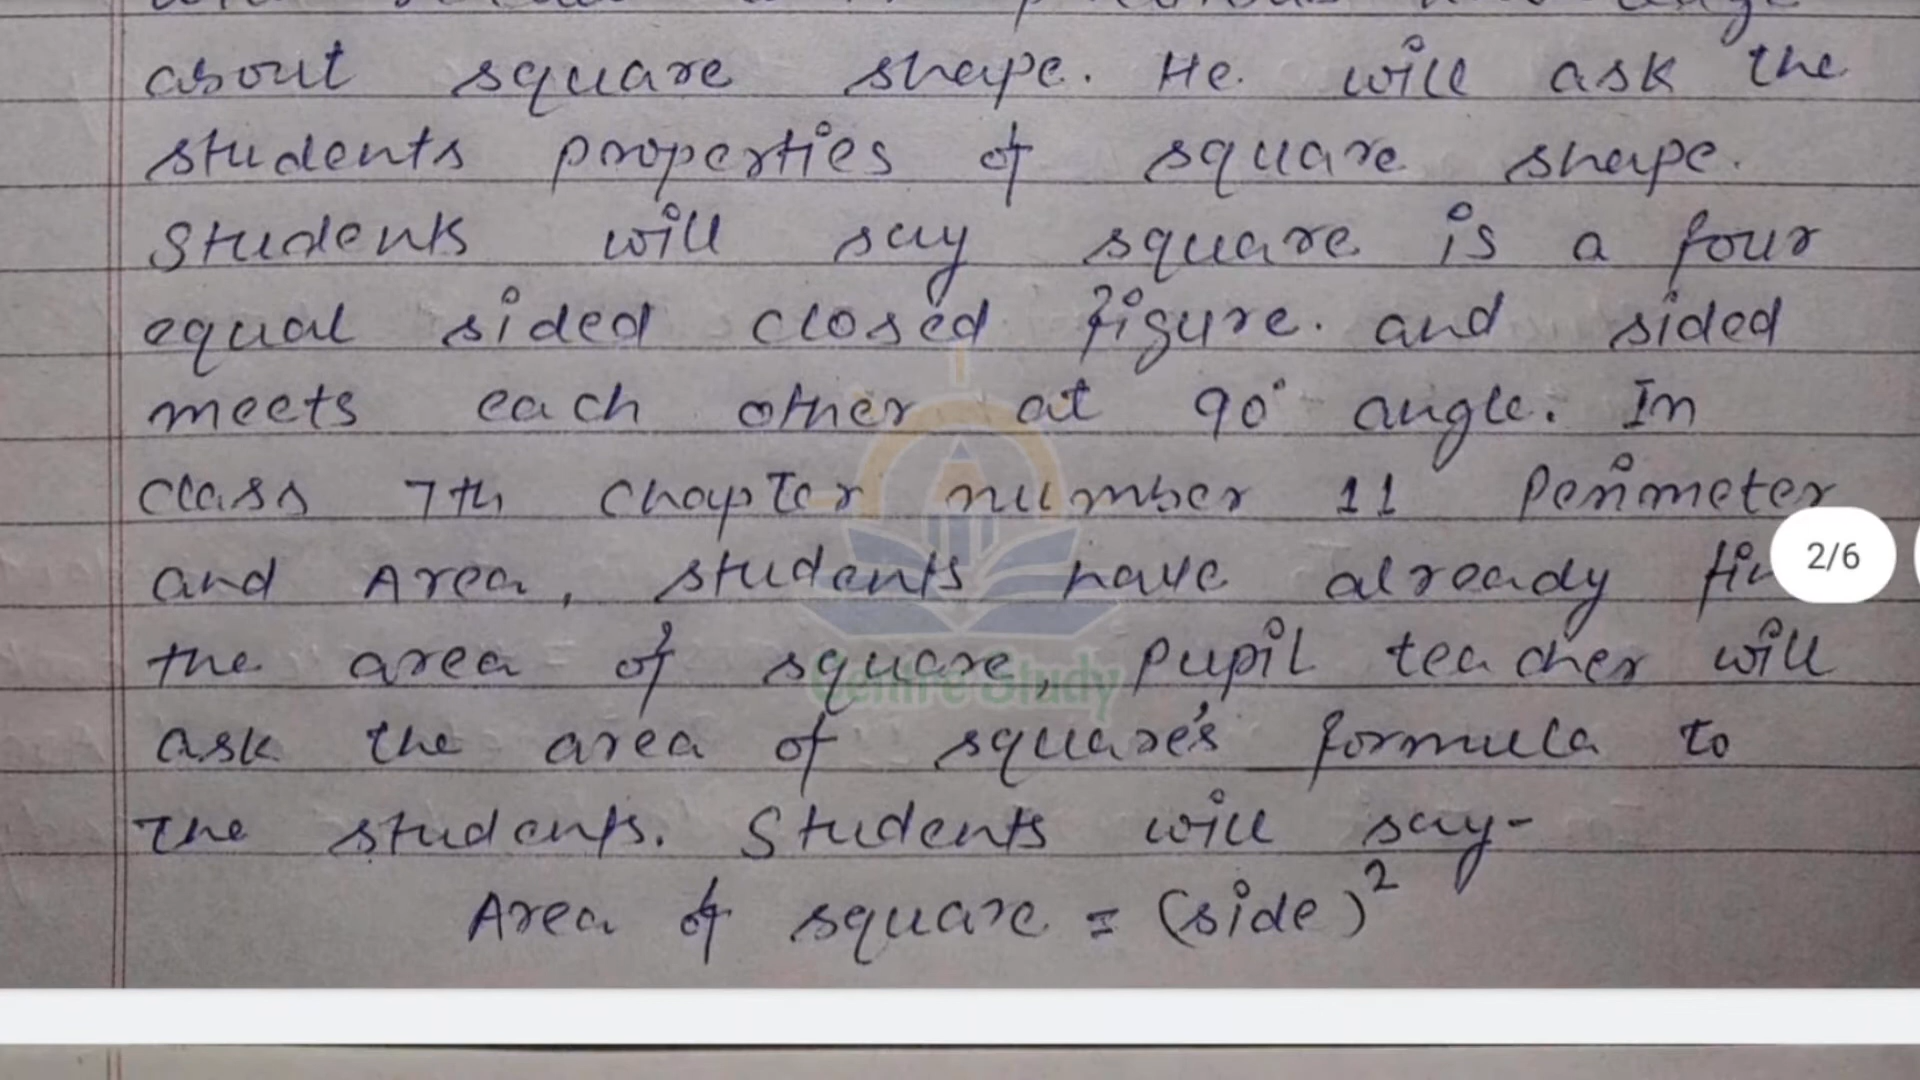 about square shape. He will ask the
students properties of square shape.
Students will say square is a four
equal sided closed figure. and sided
meets each other at 90° angle. In
class 7th chapter number 11 Perimeter
and Area, students have already
the area of square, Pupil teacher will
ask the area of square's formula to
the students. Students will say-
Area of square = (side)²
2/6
Centre Study